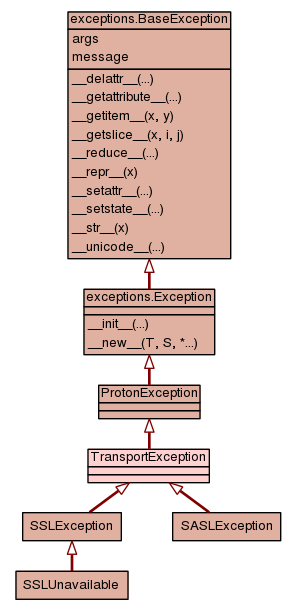 exceptions.BaseException
args
message
__delattr__(...)
__getattribute__(...)
__getitem__(x, y)
__getslice__(x, i, j)
__reduce__(...)
__repr__(x)
__setattr__(...)
__setstate__(...)
__str__(x)
__unicode__(...)
exceptions.Exception
__init__(...)
__new__(T, S, *...)
ProtonException
TransportException
SSLException
SASLException
SSLUnavailable